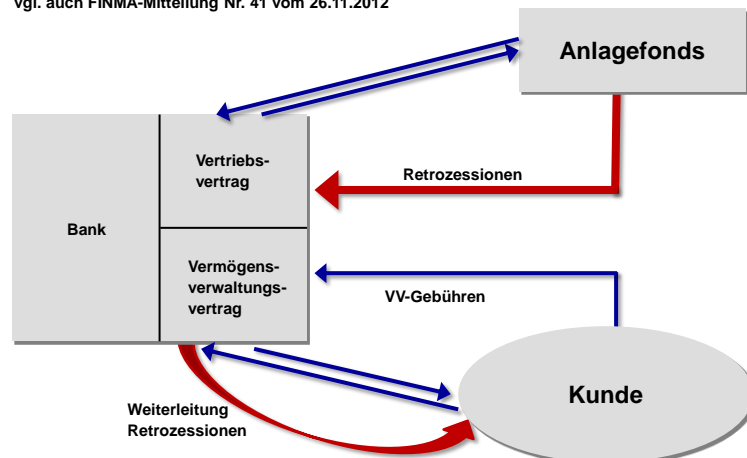 vgl. auch FINMA-Mitteilung Nr. 41 vom 26.11.2012
Anlagefonds
Vertriebs-
vertrag
Retrozessionen
Bank
Vermögens-
verwaltungs-
vertrag
VV-Gebühren
Kunde
Weiterleitung
Retrozessionen